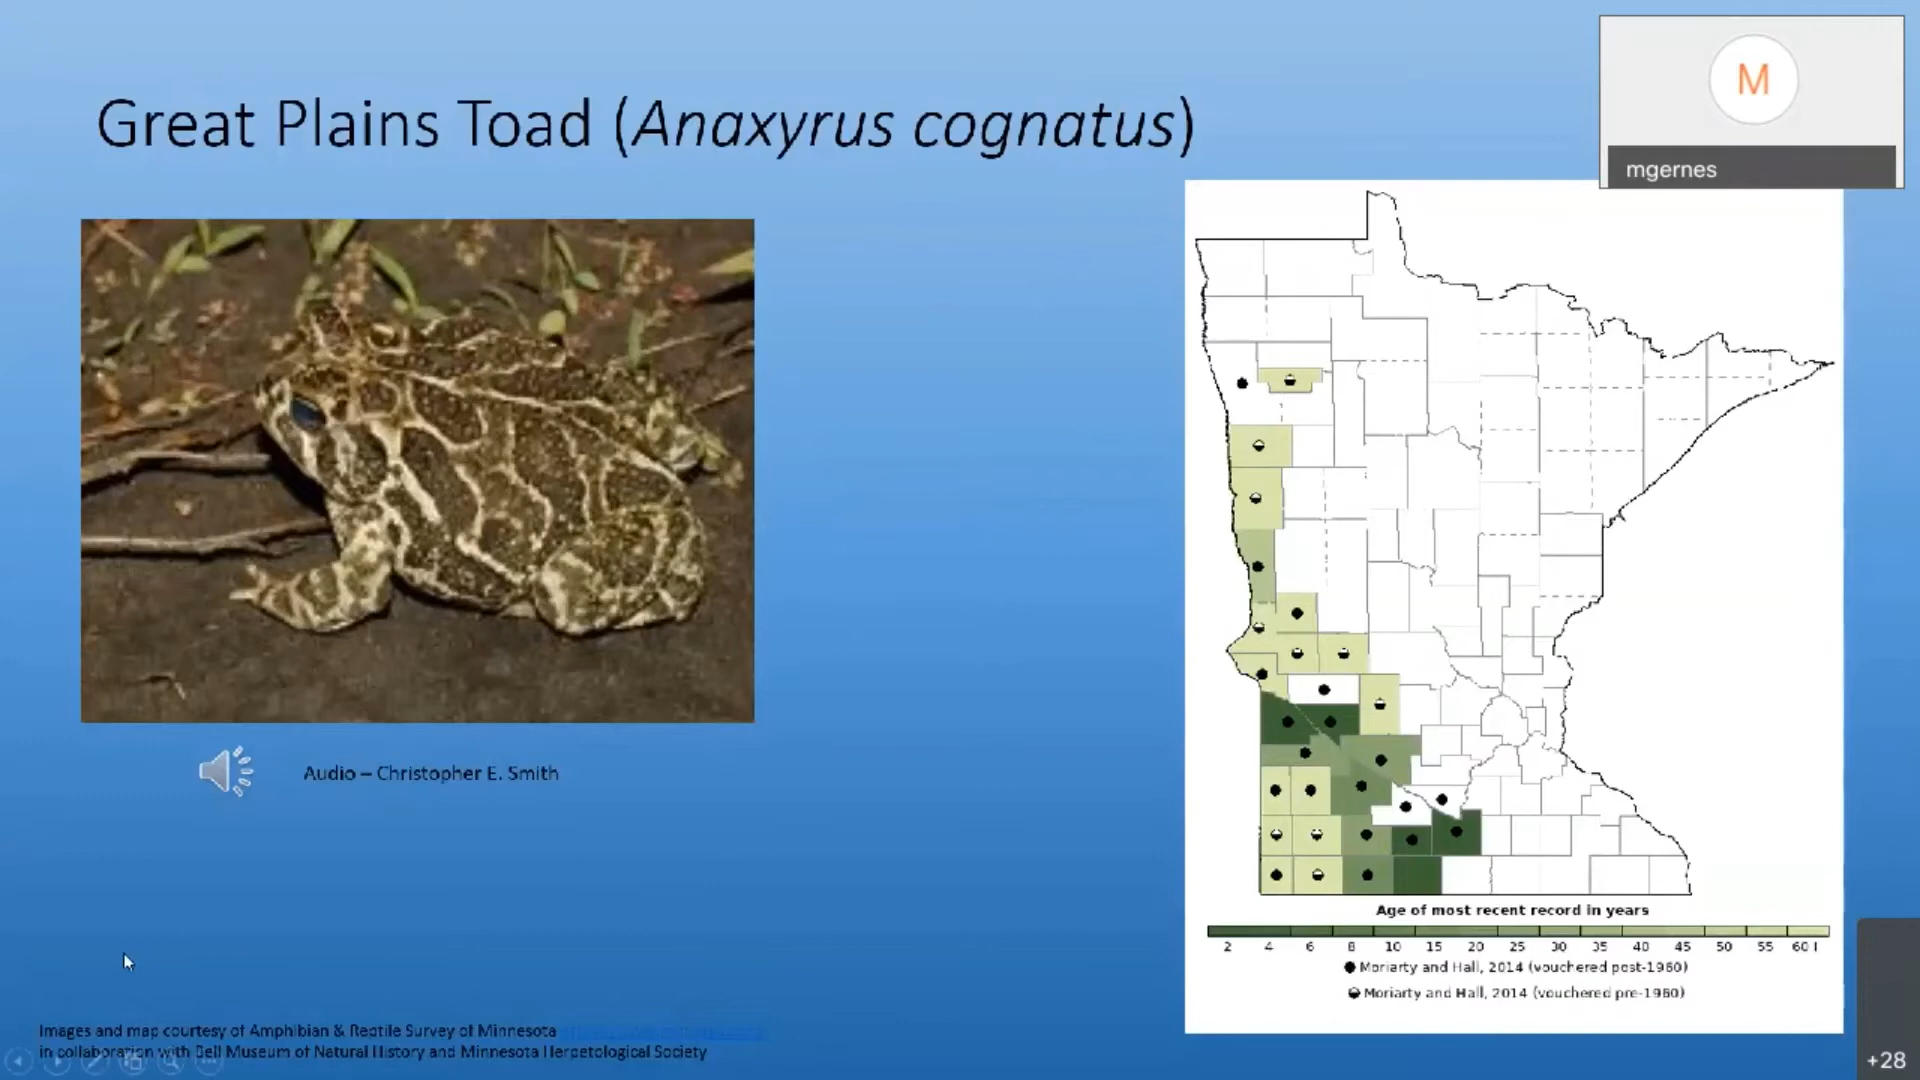 Great Plains Toad (Anaxyrus cognatus)
M
mgernes
Audio – Christopher E. Smith
Age of most recent record in years
2 4 6 8 10 15 20 25 30 35 40 45 50 55 60
Moriarty and Hall, 2014 (vouchered post-1960)
Moriarty and Hall, 2014 (vouchered pre-1960)
Images and map courtesy of Amphibian & Reptile Survey of Minnesota
in collaboration with Bell Museum of Natural History and Minnesota Herpetological Society
+28